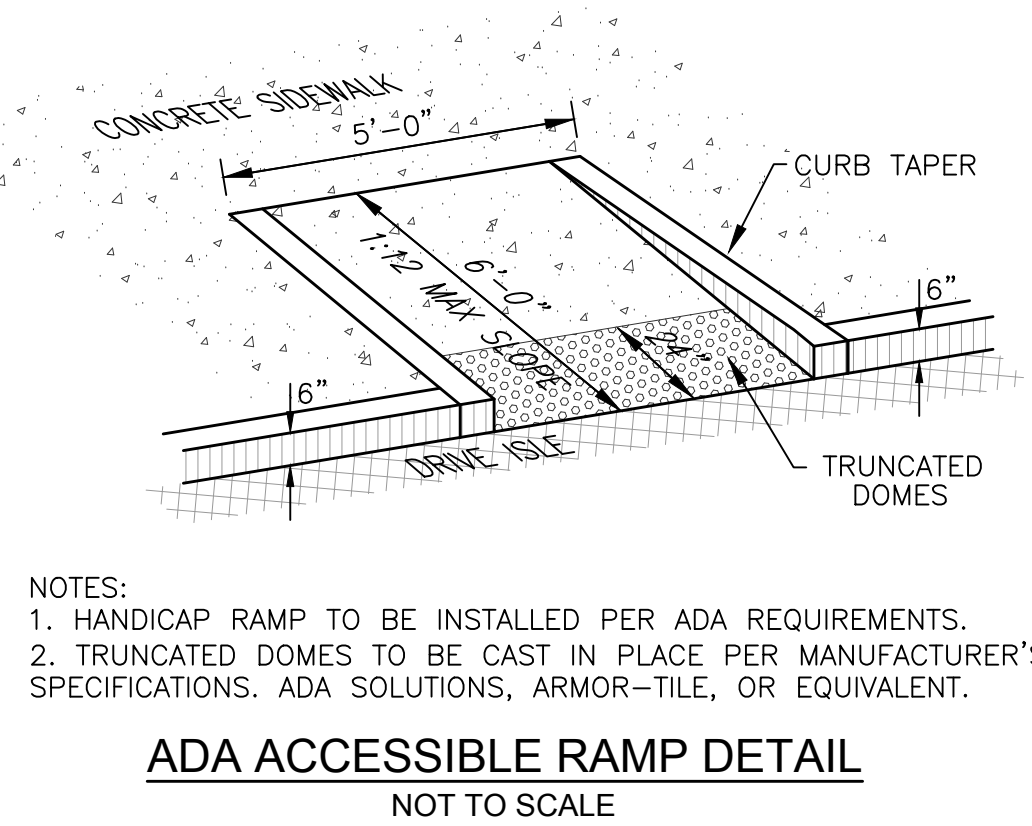 CONCRETE SIDEWALK
5'-0"
CURB TAPER
1:12 MAX SLOPE
6'-0"
6"
24"
6"
DRIVE ISLE
TRUNCATED
DOMES
NOTES:
1. HANDICAP RAMP TO BE INSTALLED PER ADA REQUIREMENTS.
2. TRUNCATED DOMES TO BE CAST IN PLACE PER MANUFACTURER'S
SPECIFICATIONS. ADA SOLUTIONS, ARMOR-TILE, OR EQUIVALENT.
ADA ACCESSIBLE RAMP DETAIL
NOT TO SCALE